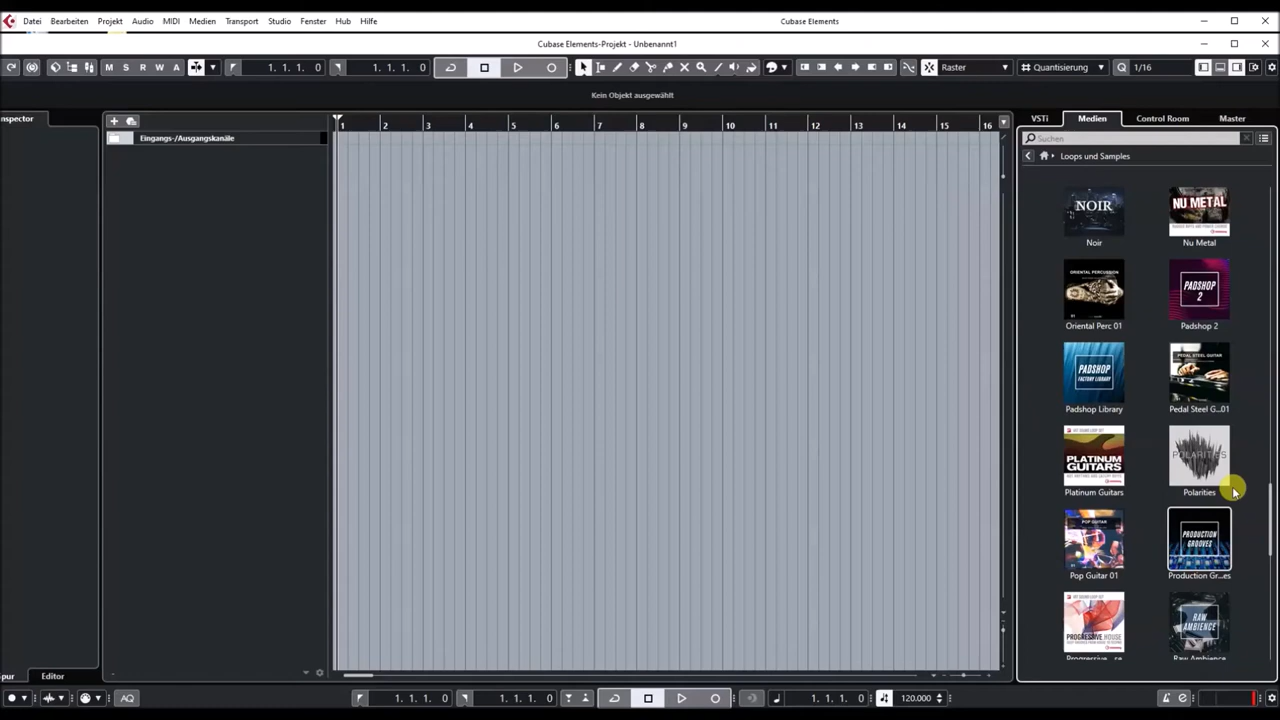 Datei Bearbeiten Projekt Audio MIDI Medien Transport Studio Fenster Hub Hilfe
Cubase Elements
Cubase Elements-Projekt - Unbenannt1
M S R W A
1. 1. 1. 0
1. 1. 1. 0
Raster
Quantisierung
Q 1/16
Kein Objekt ausgewählt
nspector
1 2 3 4 5 6 7 8 9 10 11 12 13 14 15 16
VSTi Medien Control Room Master
Eingangs-/Ausgangskanäle
Suchen
Loops und Samples
NOIR
NU METAL
Noir
Nu Metal
ORIENTAL PERCUSSION
PADSHOP
2
Oriental Perc 01
Padshop 2
PADSHOP
FACTORY LIBRARY
PEDAL STEEL GUITAR
Padshop Library
Pedal Steel G...01
PLATINUM
GUITARS
POLARITIES
Platinum Guitars
Polarities
POP GUITAR
PRODUCTION
GROOVES
Pop Guitar 01
Production Gr...es
PROGRESSIVE HOUSE
RAW
AMBIENCE
Progressive...se
Raw Ambience
pur
Editor
AQ
1. 1. 1. 0
1. 1. 1. 0
1. 1. 1. 0
120.000